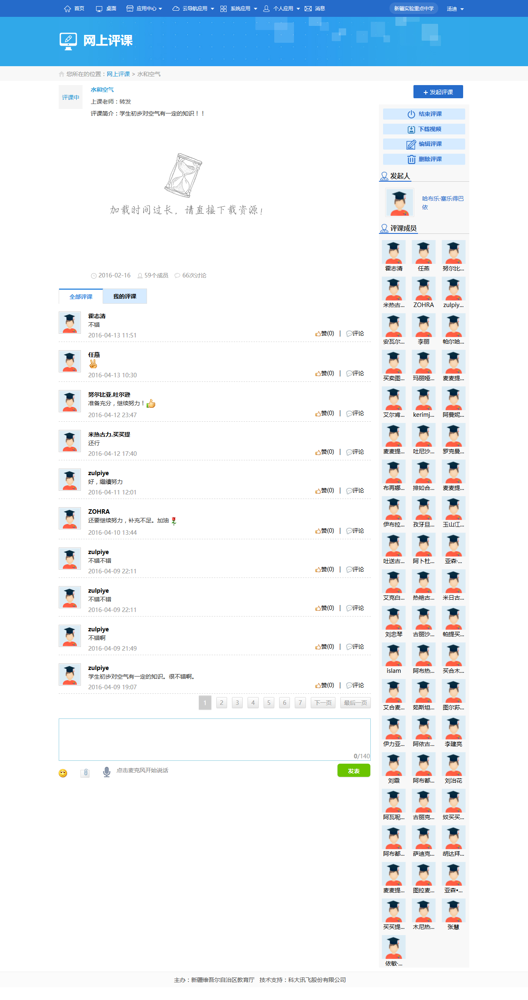 首页 桌面 应用中心 云导航应用 系统应用 个人应用 消息 新疆实验重点中学 汤迪
网上评课
您所在的位置：网上评课 > 水和空气
评课中
水和空气
上课老师：转发
评课简介：学生初步对空气有一定的知识！！
加载时间过长，请直接下载资源！
2016-02-16 59个成员 66次讨论
全部评课 我的评课
霍志清
不错
2016-04-13 11:51 赞(0) | 评论
任燕
2016-04-13 10:30 赞(0) | 评论
努尔比亚.吐尔逊
准备充分，继续努力！
2016-04-12 23:47 赞(0) | 评论
米热古力.买买提
还行
2016-04-12 17:40 赞(0) | 评论
zulpiye
好，繼續努力
2016-04-11 12:01 赞(0) | 评论
ZOHRA
还要继续努力，补充不足。加油
2016-04-10 13:44 赞(0) | 评论
zulpiye
不错不错
2016-04-09 22:11 赞(0) | 评论
zulpiye
不错不错
2016-04-09 22:11 赞(0) | 评论
zulpiye
不错啊
2016-04-09 21:49 赞(0) | 评论
zulpiye
学生初步对空气有一定的知识。很不错啊。
2016-04-09 19:07 赞(0) | 评论
1 2 3 4 5 6 7 下一页 最后一页
0/140
点击麦克风开始说话 发表
+ 发起评课
结束评课
下载视频
编辑评课
删除评课
发起人
哈布乐·塞乐得巴
依
评课成员
霍志清 任燕 努尔比...
米热古... ZOHRA zulpiy...
安瓦尔... 李丽 帕尔哈...
买卖图... 玛丽娅... 麦麦提...
艾尔肯... kerimj... 阿曼妮...
麦麦提... 吐尼沙... 罗克曼...
布再娜... 排如合... 麦麦提...
伊布拉... 孜牙旦... 玉山江...
吐送古... 阿卜杜... 亚森·...
艾克白... 热艳古... 米日古...
刘忠琴 古丽沙... 帕提买...
islam 阿布热... 买合木...
艾合麦... 茹斯坦... 图尔荪...
伊力亚... 阿依古... 李建亮
刘霞 阿布都... 刘治花
阿瓦呢... 古丽克... 奴买买...
阿布都... 萨迪克... 胡达拜...
麦麦提... 图拉麦... 亚森•...
买买提... 木尼热... 张慧
依敏·...
主办：新疆维吾尔自治区教育厅 技术支持：科大讯飞股份有限公司